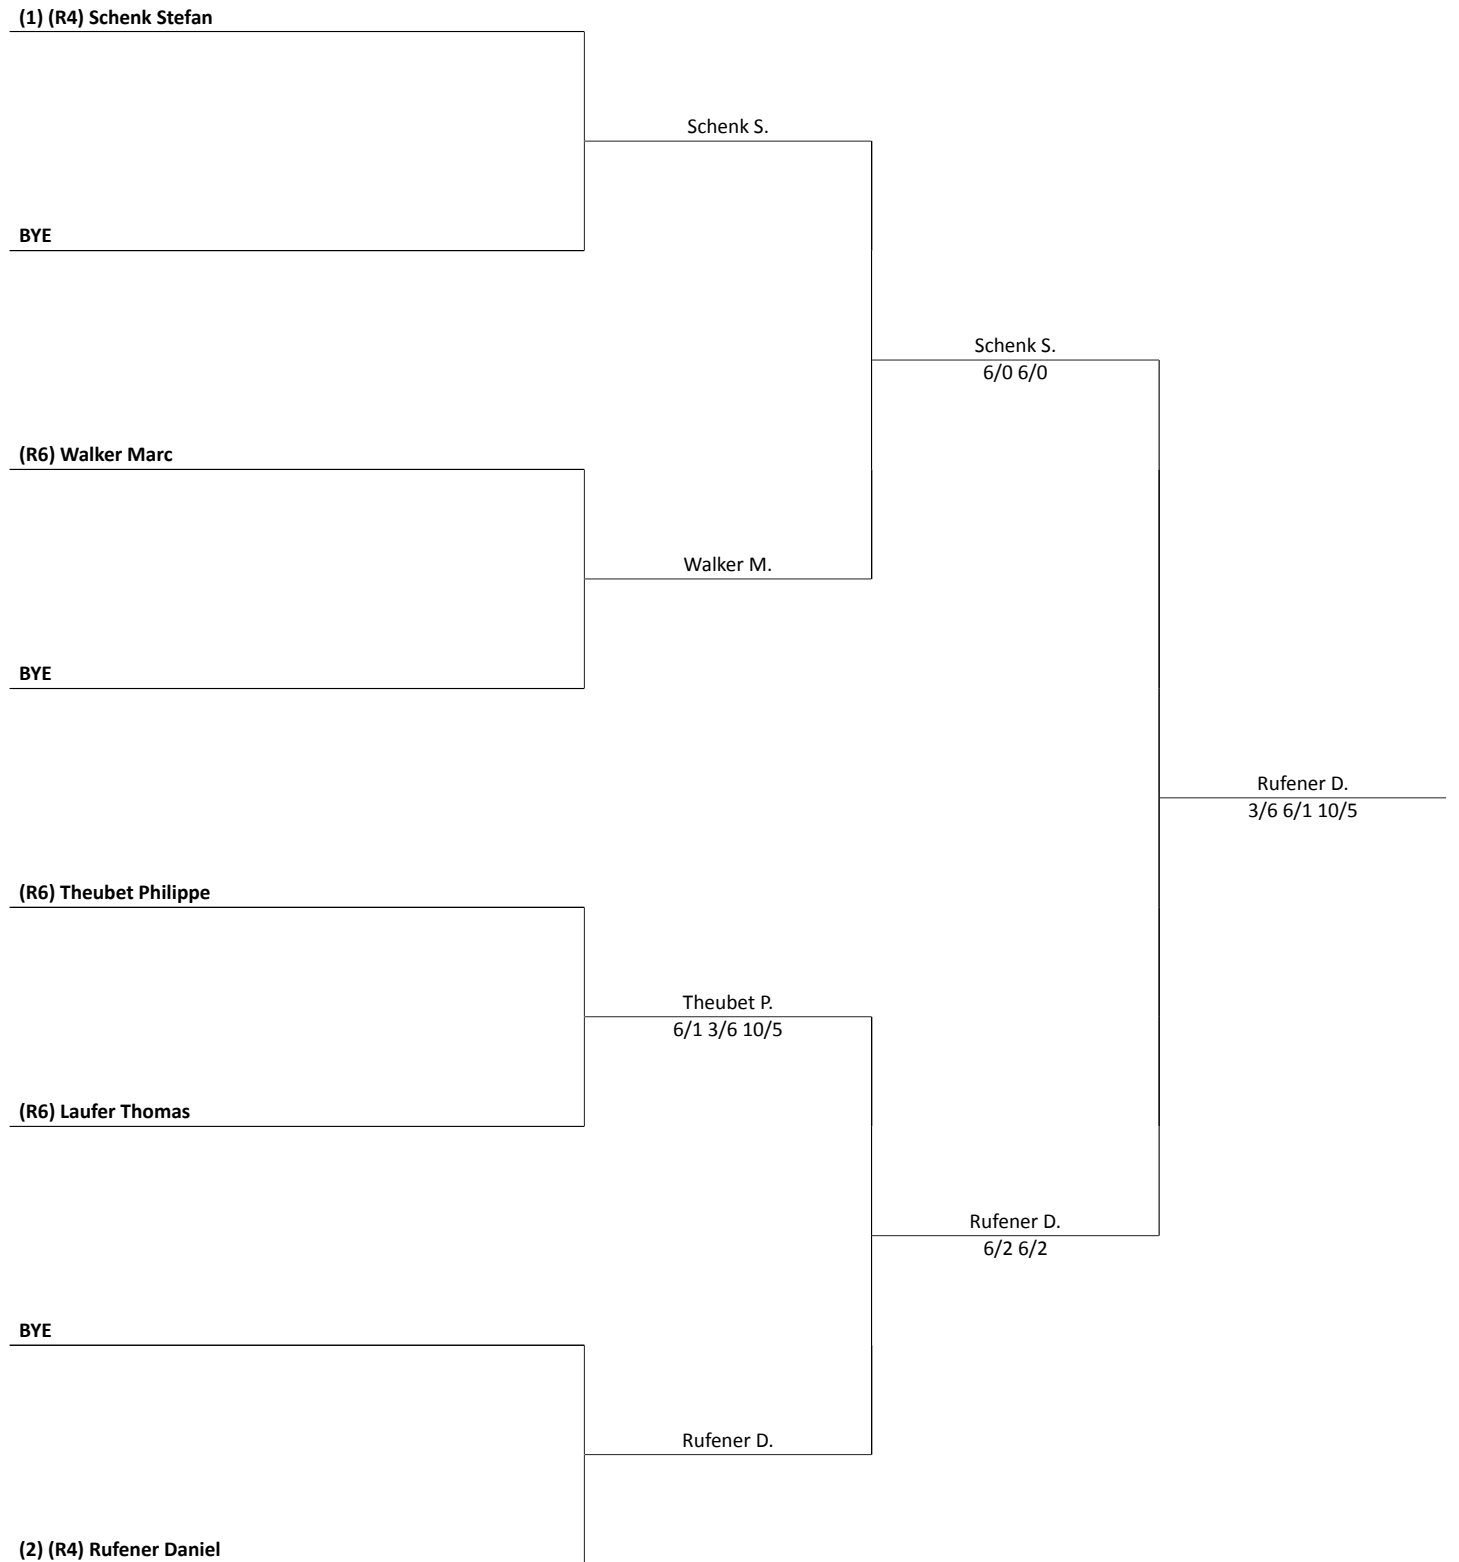 (1) (R4) Schenk Stefan
Schenk S.
BYE
Schenk S.
6/0 6/0
(R6) Walker Marc
Walker M.
BYE
Rufener D.
3/6 6/1 10/5
(R6) Theubet Philippe
Theubet P.
6/1 3/6 10/5
(R6) Laufer Thomas
Rufener D.
6/2 6/2
BYE
Rufener D.
(2) (R4) Rufener Daniel